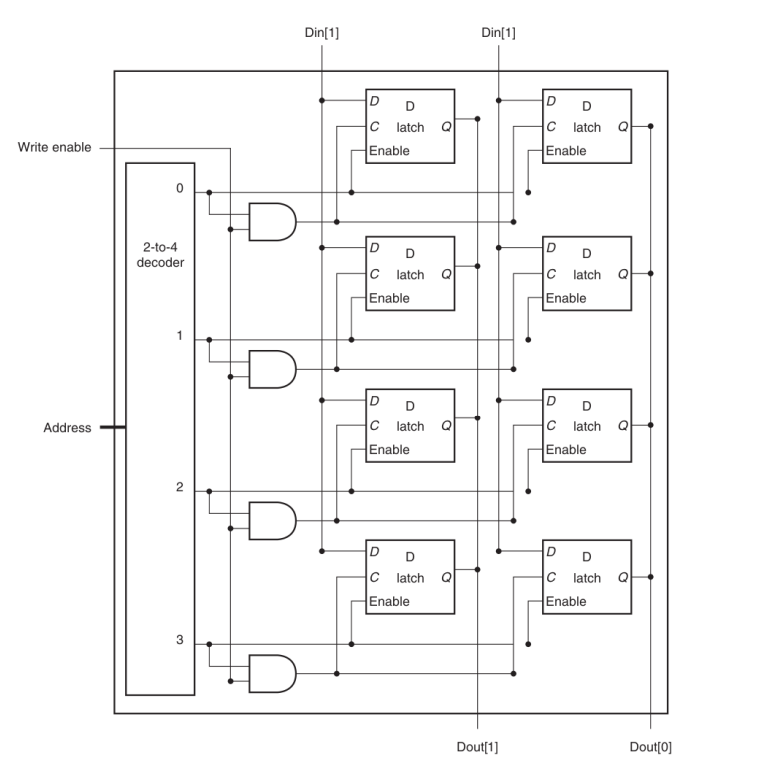 Din[1] Din[1]
D D
C latch Q
Enable
D D
C latch Q
Enable
Write enable
0
2-to-4
decoder
D D
C latch Q
Enable
D D
C latch Q
Enable
1
D D
C latch Q
Enable
D D
C latch Q
Enable
Address
2
D D
C latch Q
Enable
D D
C latch Q
Enable
3
Dout[1] Dout[0]